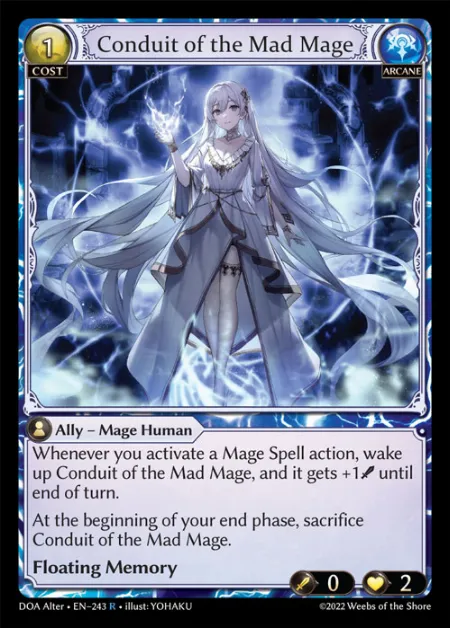 1
Conduit of the Mad Mage
COST
ARCANE
Ally – Mage Human
Whenever you activate a Mage Spell action, wake
up Conduit of the Mad Mage, and it gets +1 until
end of turn.
At the beginning of your end phase, sacrifice
Conduit of the Mad Mage.
Floating Memory
0
2
DOA Alter • EN-243 R • illust: YOHAKU
©2022 Weebs of the Shore